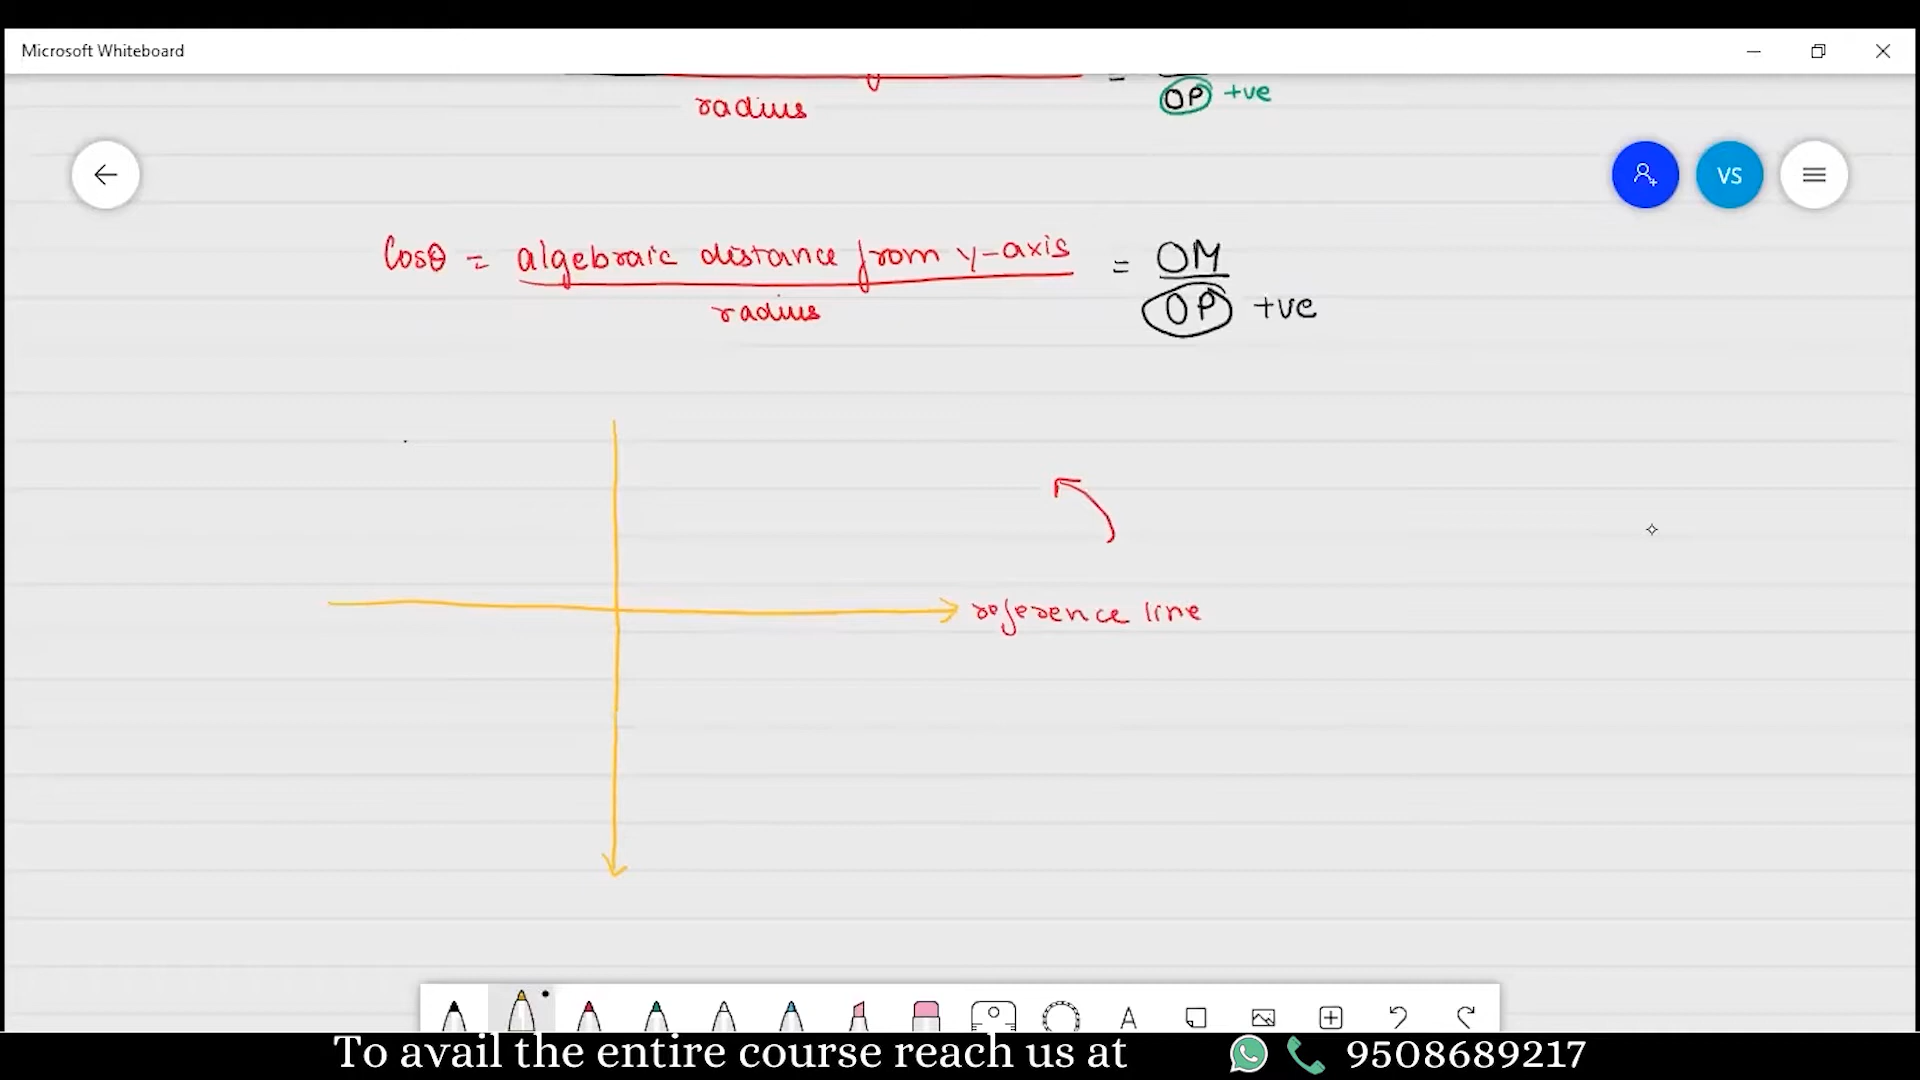 Microsoft Whiteboard
radius = OP +ve
VS
Cosθ = algebraic distance from y-axis = OM
radius OP +ve
reference line
A
To avail the entire course reach us at 9508689217